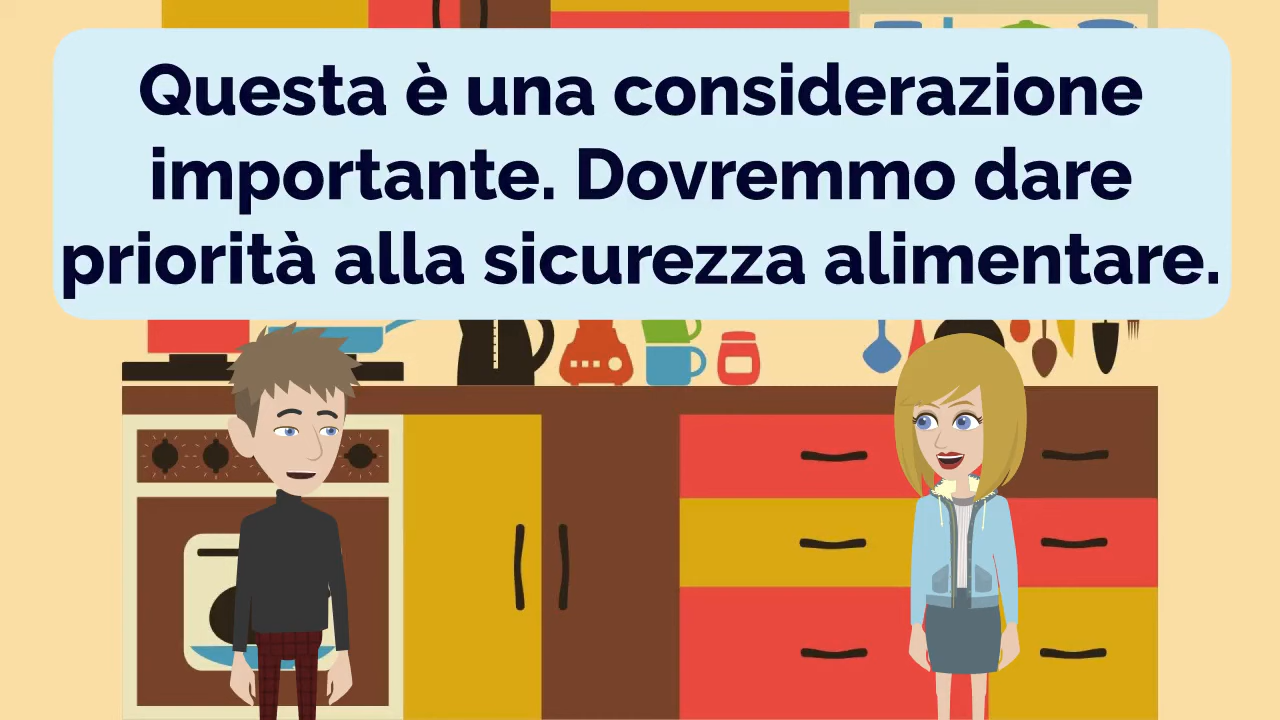 Questa è una considerazione
importante. Dovremmo dare
priorità alla sicurezza alimentare.